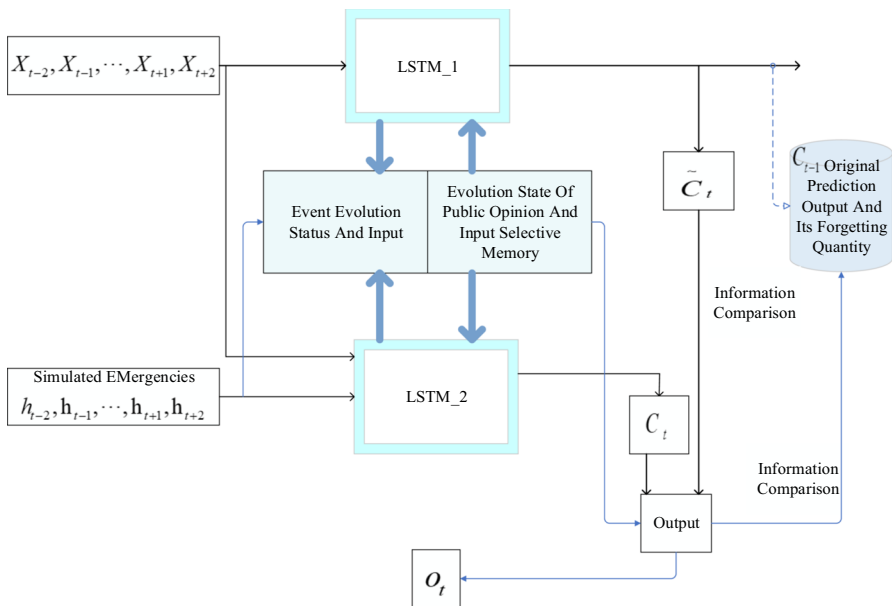 X_{t-2}, X_{t-1}, ⋯, X_{t+1}, X_{t+2}
LSTM_1
C̃_t
C_{t-1} Original
Prediction
Output And
Its Forgetting
Quantity
Event Evolution
Status And Input
Evolution State Of
Public Opinion And
Input Selective
Memory
Information
Comparison
Simulated EMergencies
h_{t-2}, h_{t-1}, ⋯, h_{t+1}, h_{t+2}
LSTM_2
C_t
Information
Comparison
Output
O_t